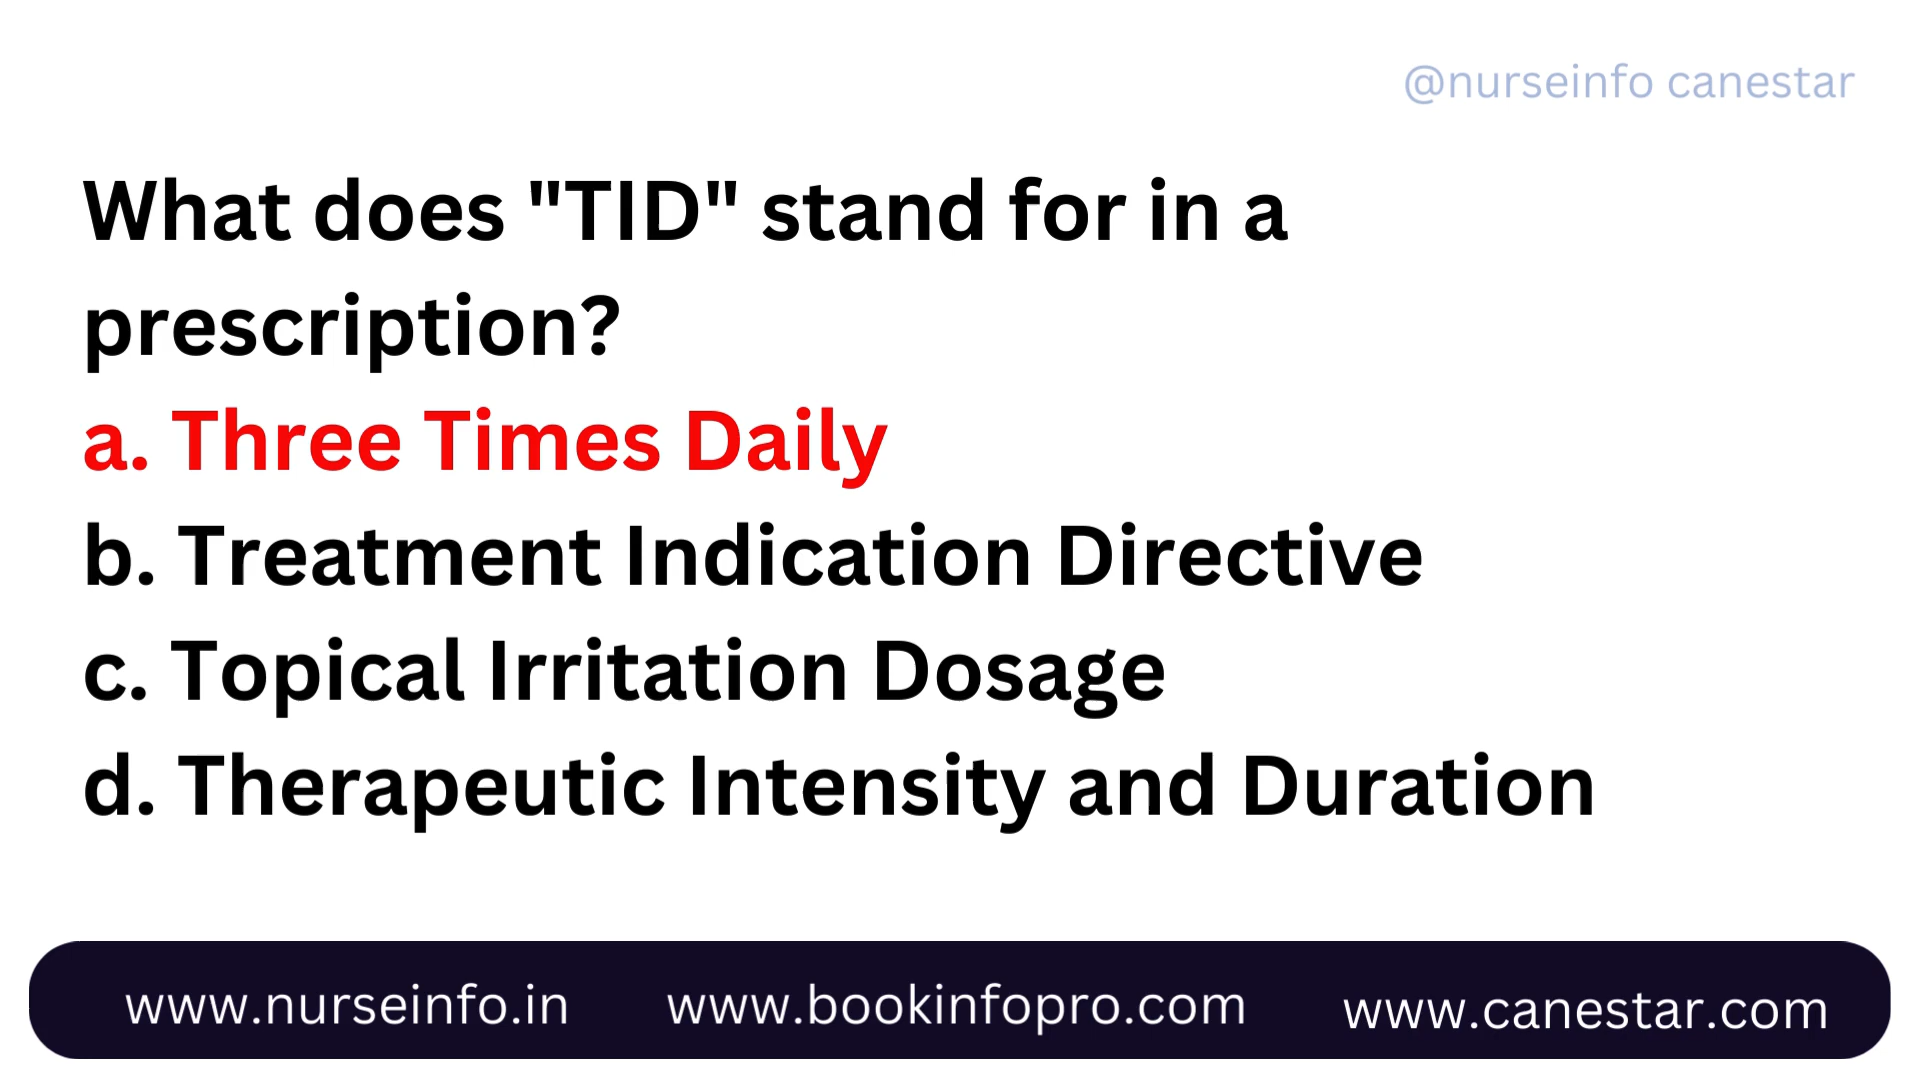 @nurseinfo canestar
What does "TID" stand for in a
prescription?
a. Three Times Daily
b. Treatment Indication Directive
c. Topical Irritation Dosage
d. Therapeutic Intensity and Duration
www.nurseinfo.in www.bookinfopro.com www.canestar.com